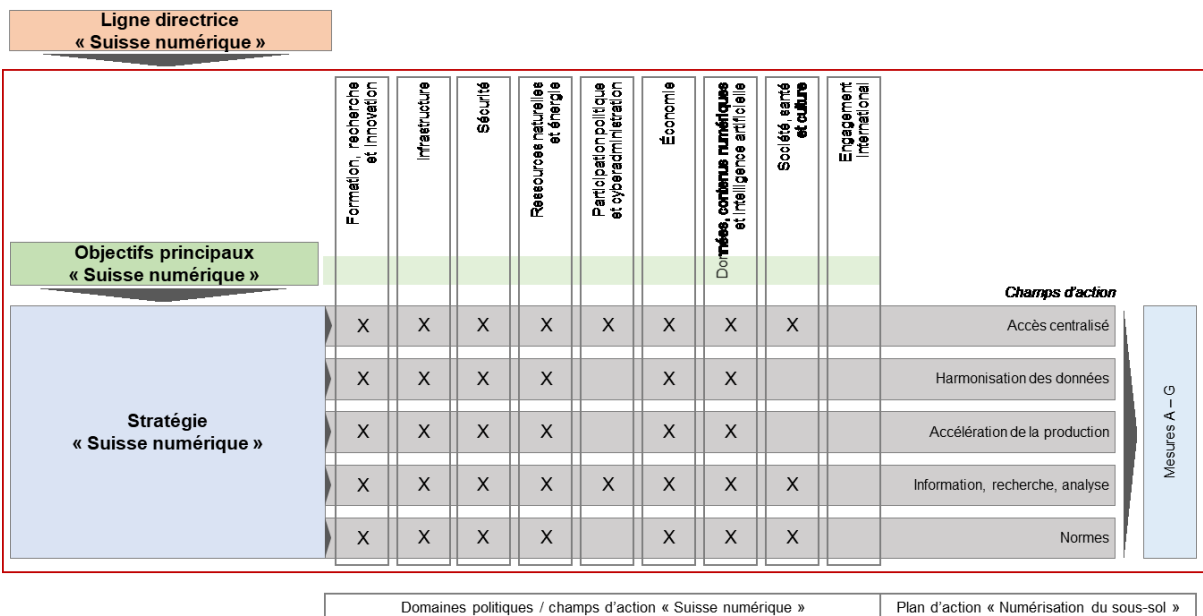 Ligne directrice
« Suisse numérique »
Formation, recherche
et Innovation
Infrastructure
Sécurité
Ressources naturelles
et énergie
Participation politique
et cyberadministration
Économie
Données, contenus numériques
et Intelligence artificielle
Société, santé
et culture
Engagement
International
Objectifs principaux
« Suisse numérique »
Champs d'action
Stratégie
« Suisse numérique »
X X X X X X X X Accès centralisé
X X X X X X Harmonisation des données
X X X X X X Accélération de la production
X X X X X X X X Information, recherche, analyse
X X X X X X X Normes
Mesures A – G
Domaines politiques / champs d'action « Suisse numérique »
Plan d'action « Numérisation du sous-sol »